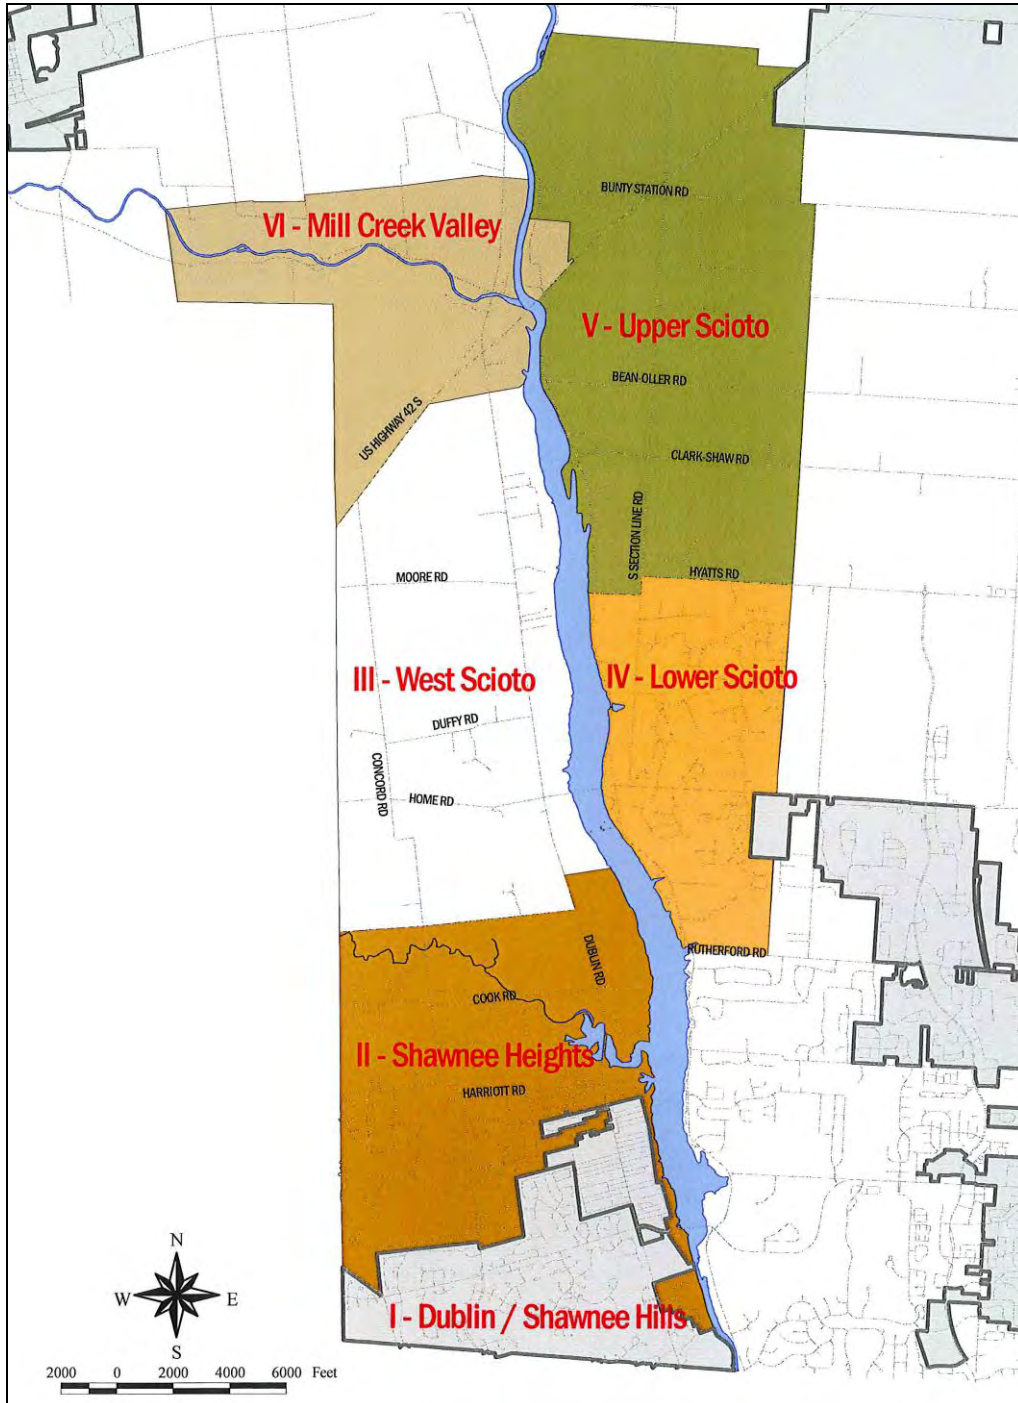 BUNTY STATION RD
VI - Mill Creek Valley
V - Upper Scioto
BEAN-OLLER RD
US HIGHWAY 42 S
CLARK-SHAW RD
S SECTION LINE RD
MOORE RD
HYATTS RD
III - West Scioto
IV - Lower Scioto
DUFFY RD
CONCORD RD
HOME RD
DUBLIN RD
RUTHERFORD RD
COOK RD
II - Shawnee Heights
HARRIOTT RD
N
W
E
S
I - Dublin / Shawnee Hills
2000 0 2000 4000 6000 Feet